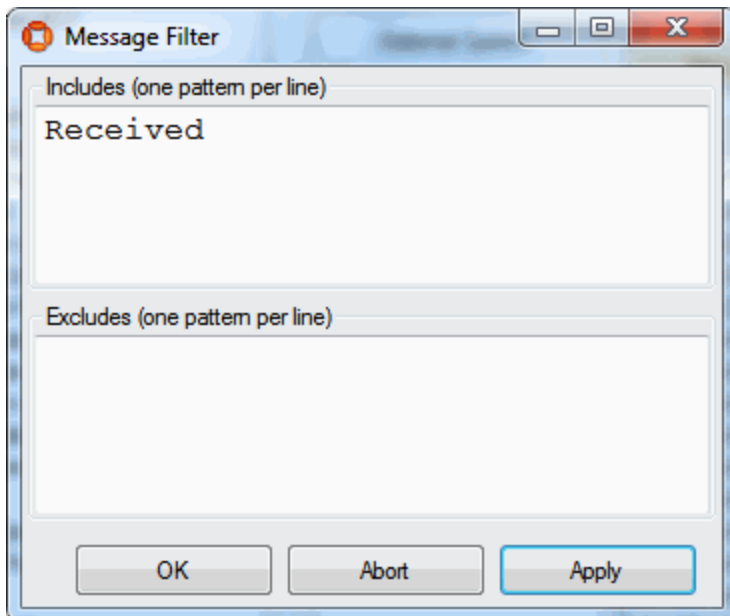 Message Filter
Includes (one pattern per line)
Received
Excludes (one pattern per line)
OK
Abort
Apply